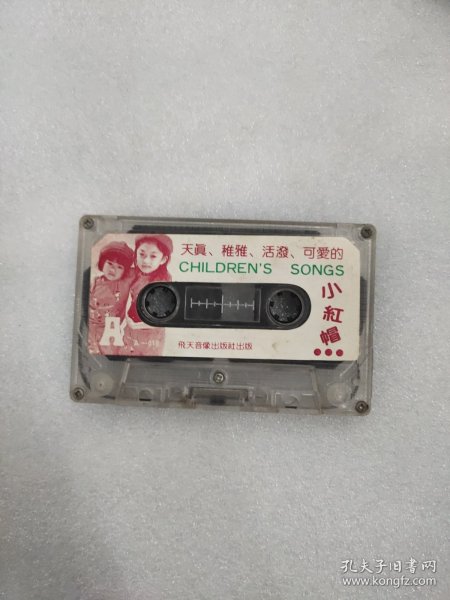 天眞、稚雅、活潑、可愛的
CHILDREN'S SONGS
小紅帽
A
飛天音像出版社出版
孔夫子旧书网
www.kongfz.com